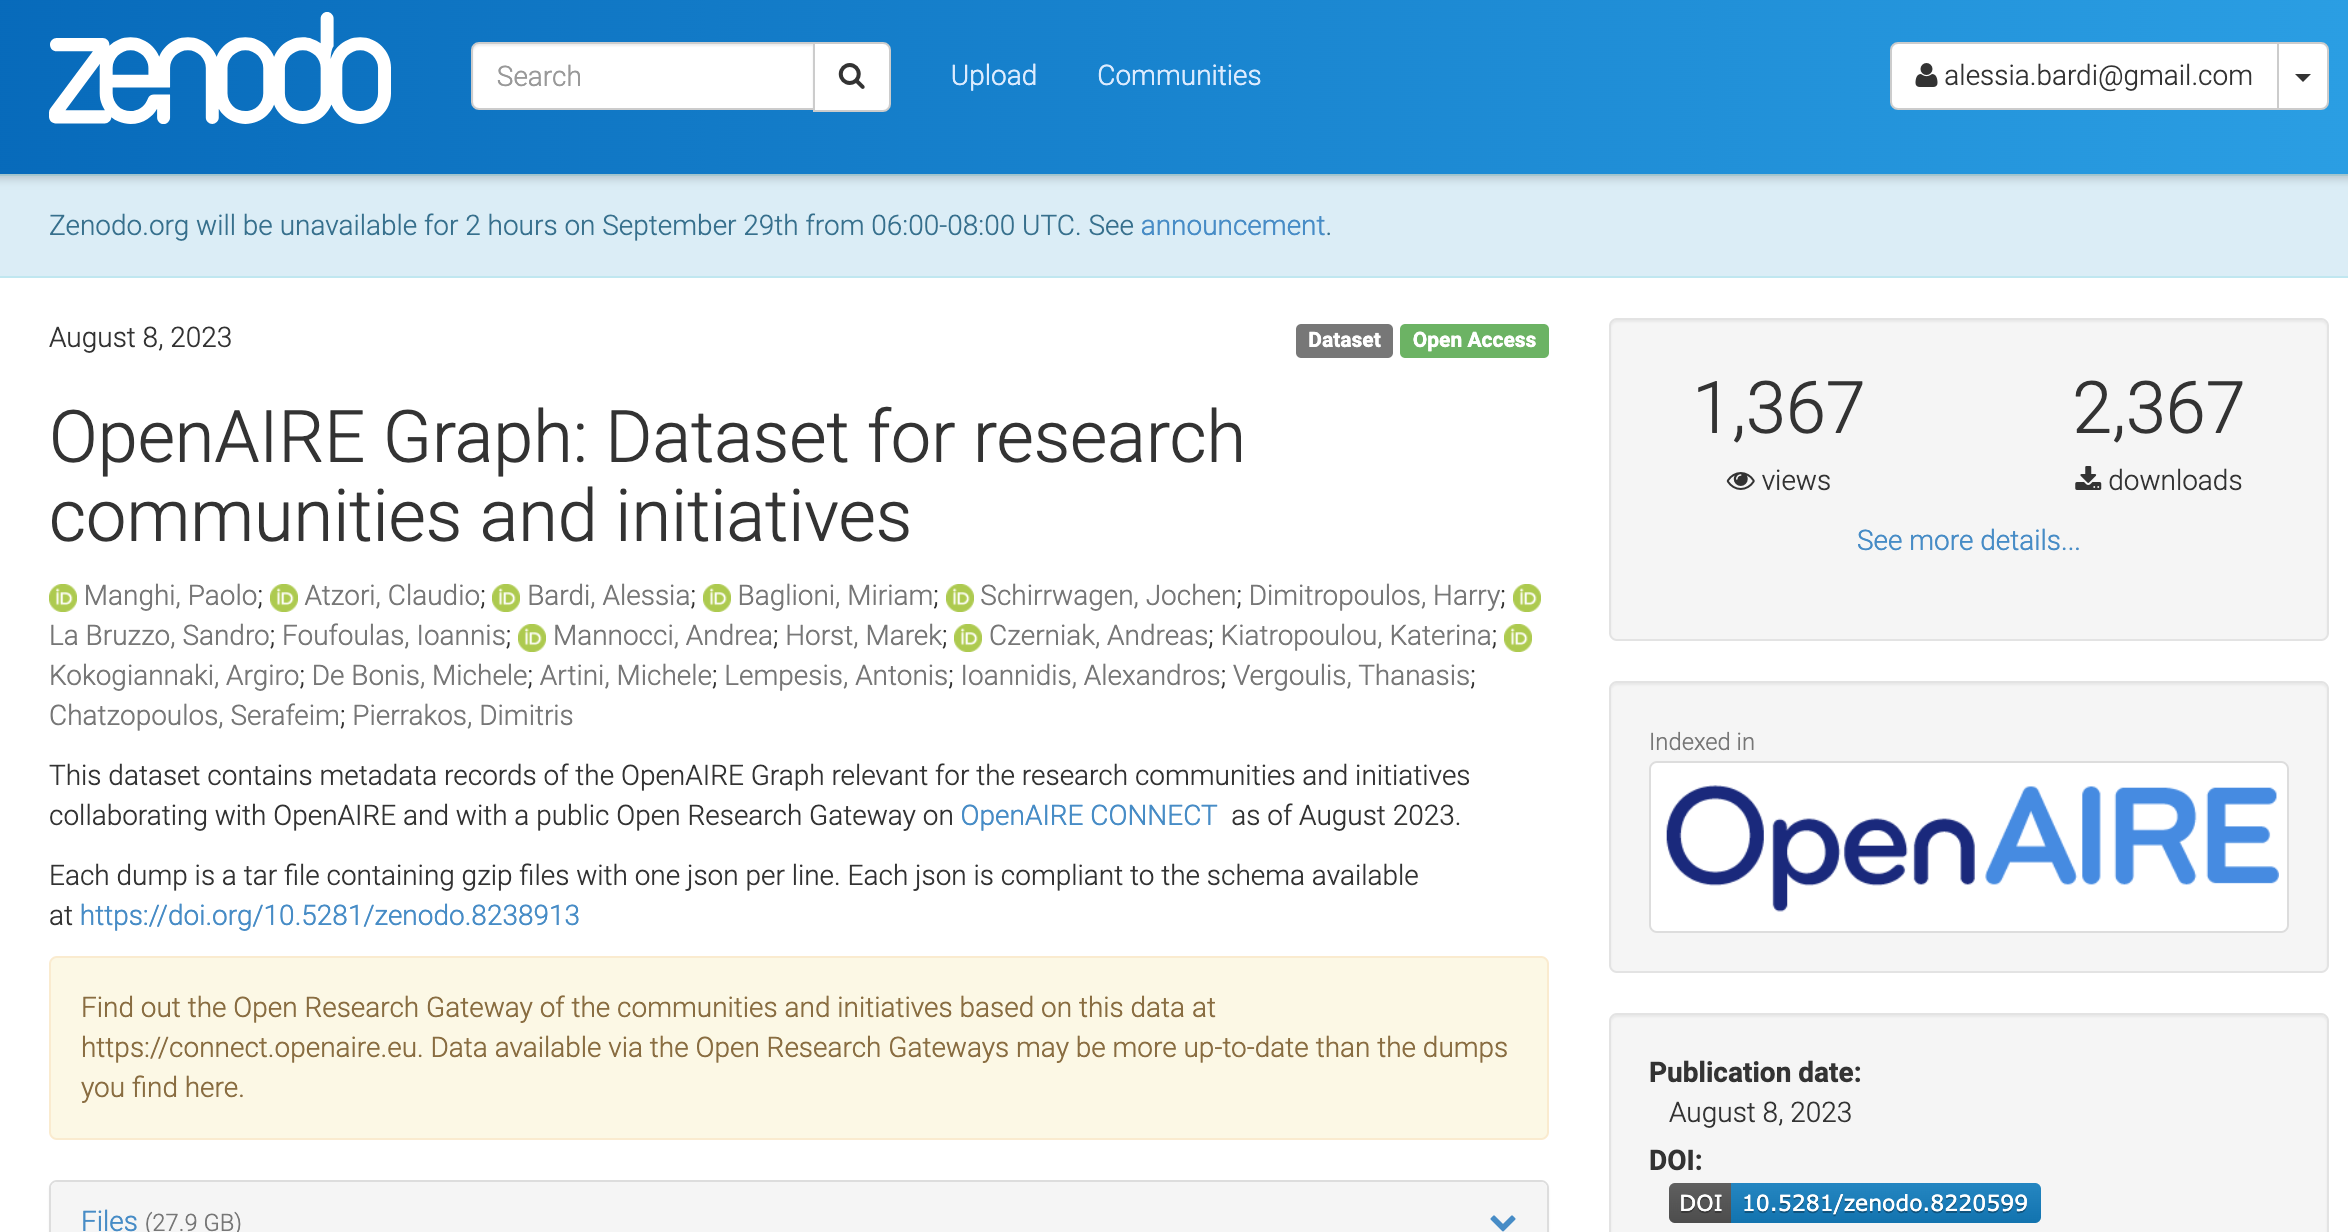 zenodo
Search
Upload
Communities
alessia.bardi@gmail.com
Zenodo.org will be unavailable for 2 hours on September 29th from 06:00-08:00 UTC. See announcement.
August 8, 2023
Dataset
Open Access
OpenAIRE Graph: Dataset for research
communities and initiatives
iD Manghi, Paolo; iD Atzori, Claudio; iD Bardi, Alessia; iD Baglioni, Miriam; iD Schirrwagen, Jochen; Dimitropoulos, Harry; iD
La Bruzzo, Sandro; Foufoulas, Ioannis; iD Mannocci, Andrea; Horst, Marek; iD Czerniak, Andreas; Kiatropoulou, Katerina; iD
Kokogiannaki, Argiro; De Bonis, Michele; Artini, Michele; Lempesis, Antonis; Ioannidis, Alexandros; Vergoulis, Thanasis;
Chatzopoulos, Serafeim; Pierrakos, Dimitris
This dataset contains metadata records of the OpenAIRE Graph relevant for the research communities and initiatives
collaborating with OpenAIRE and with a public Open Research Gateway on OpenAIRE CONNECT as of August 2023.
Each dump is a tar file containing gzip files with one json per line. Each json is compliant to the schema available
at https://doi.org/10.5281/zenodo.8238913
Find out the Open Research Gateway of the communities and initiatives based on this data at
https://connect.openaire.eu. Data available via the Open Research Gateways may be more up-to-date than the dumps
you find here.
Files (27.9 GB)
1,367
views
2,367
downloads
See more details...
Indexed in
OpenAIRE
Publication date:
August 8, 2023
DOI:
DOI 10.5281/zenodo.8220599